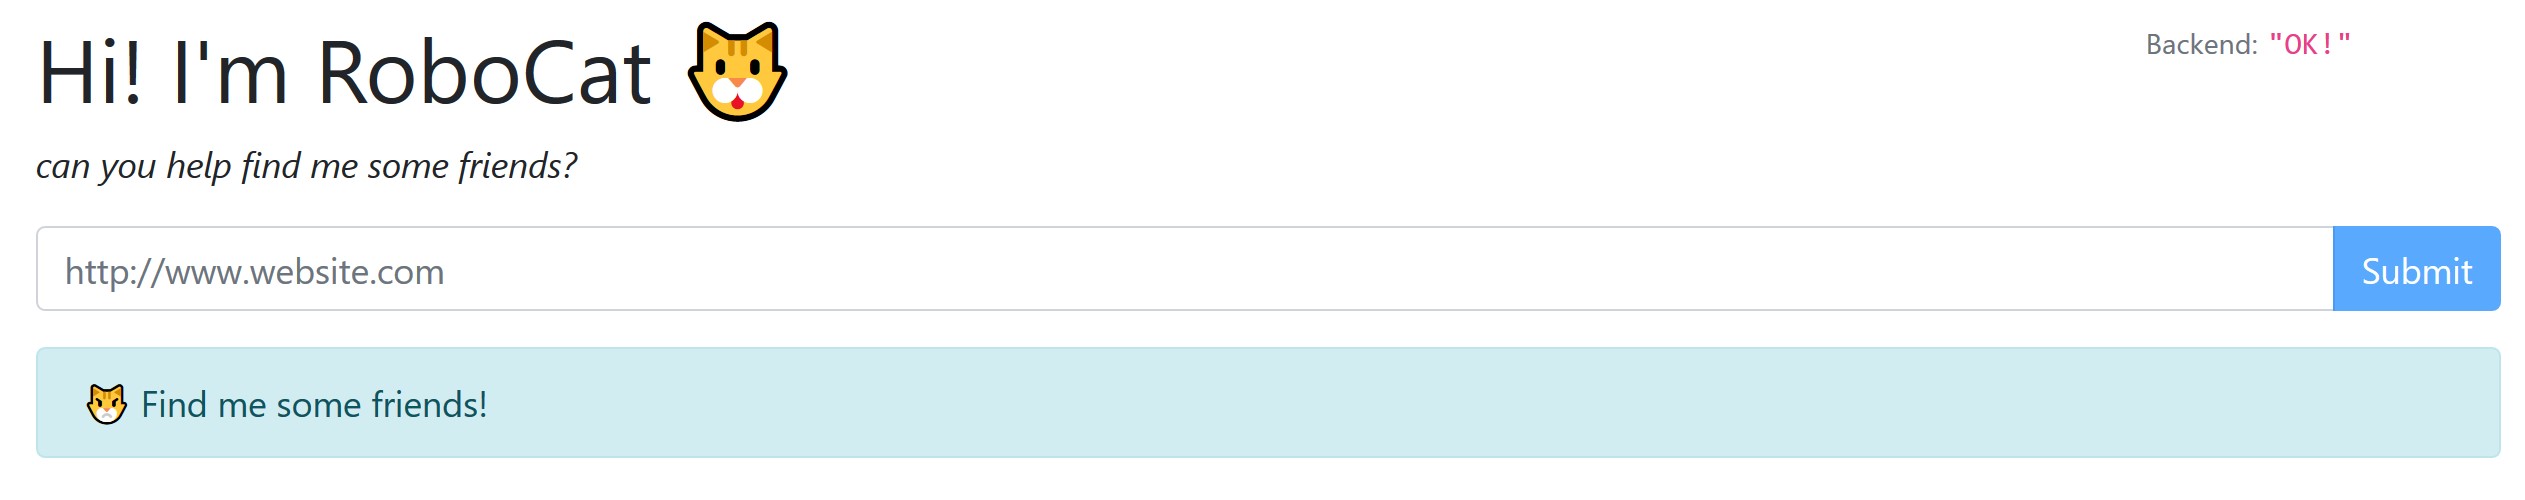 Hi! I'm RoboCat
Backend: "OK!"
can you help find me some friends?
http://www.website.com
Submit
Find me some friends!